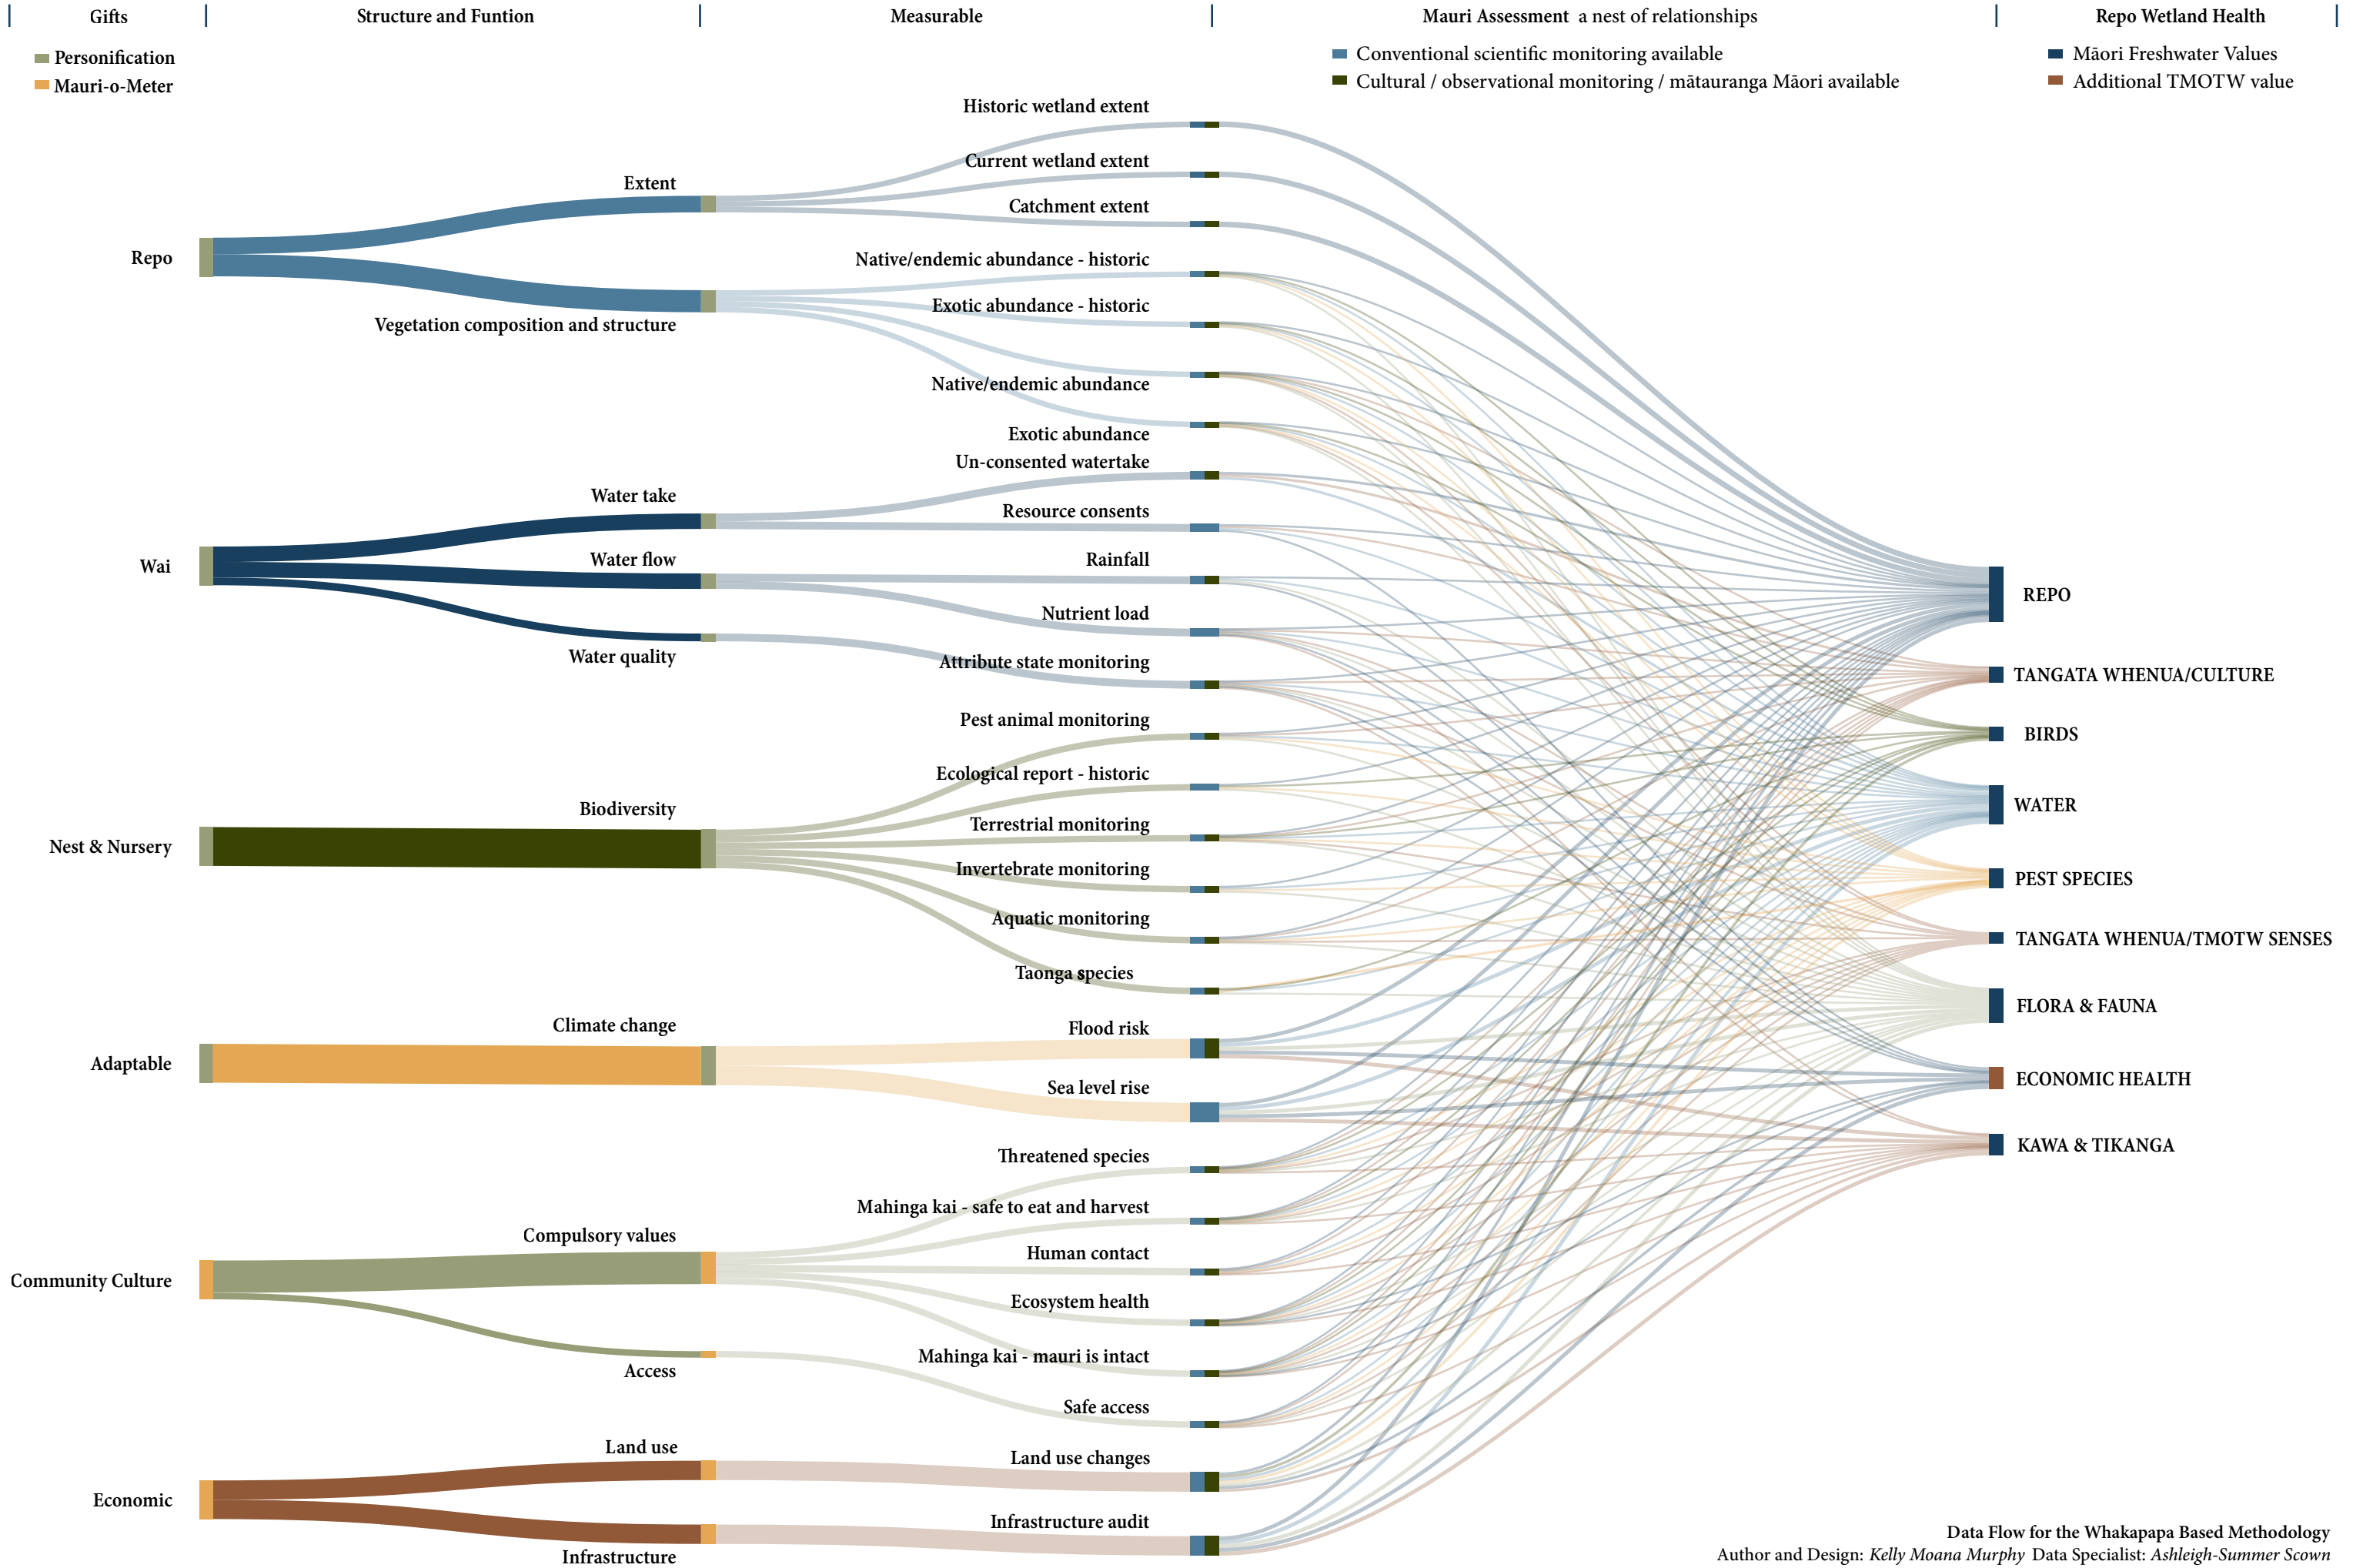 Gifts
Structure and Funtion
Measurable
Mauri Assessment a nest of relationships
Repo Wetland Health
Personification
Mauri-o-Meter
Conventional scientific monitoring available
Cultural / observational monitoring / mātauranga Māori available
Māori Freshwater Values
Additional TMOTW value
Repo
Wai
Nest & Nursery
Adaptable
Community Culture
Economic
Extent
Vegetation composition and structure
Water take
Water flow
Water quality
Biodiversity
Climate change
Compulsory values
Access
Land use
Infrastructure
Historic wetland extent
Current wetland extent
Catchment extent
Native/endemic abundance - historic
Exotic abundance - historic
Native/endemic abundance
Exotic abundance
Un-consented watertake
Resource consents
Rainfall
Nutrient load
Attribute state monitoring
Pest animal monitoring
Ecological report - historic
Terrestrial monitoring
Invertebrate monitoring
Aquatic monitoring
Taonga species
Flood risk
Sea level rise
Threatened species
Mahinga kai - safe to eat and harvest
Human contact
Ecosystem health
Mahinga kai - mauri is intact
Safe access
Land use changes
Infrastructure audit
REPO
TANGATA WHENUA/CULTURE
BIRDS
WATER
PEST SPECIES
TANGATA WHENUA/TMOTW SENSES
FLORA & FAUNA
ECONOMIC HEALTH
KAWA & TIKANGA
Data Flow for the Whakapapa Based Methodology
Author and Design: Kelly Moana Murphy Data Specialist: Ashleigh-Summer Scown